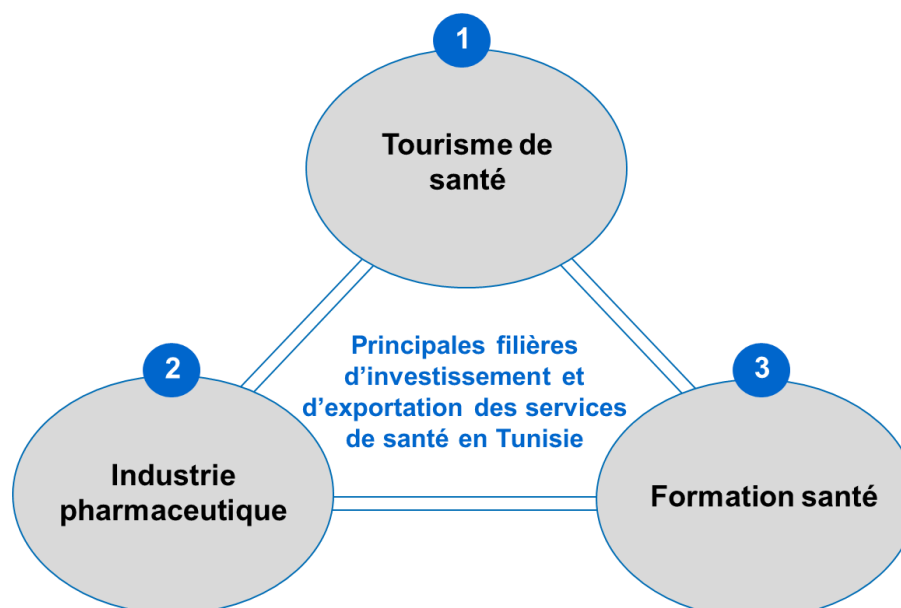 1
Tourisme de
santé
Principales filières
d'investissement et
d'exportation des services
de santé en Tunisie
2
Industrie
pharmaceutique
3
Formation santé